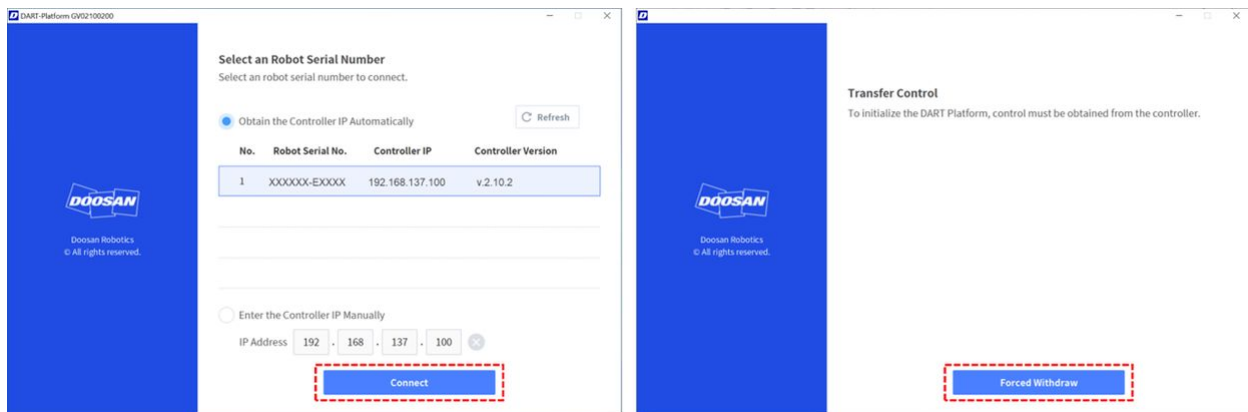 DART-Platform GV02100200
Select an Robot Serial Number
Select an robot serial number to connect.
Obtain the Controller IP Automatically
Refresh
No. Robot Serial No. Controller IP Controller Version
1 XXXXXX-EXXXX 192.168.137.100 v.2.10.2
DOOSAN
Doosan Robotics
© All rights reserved.
Enter the Controller IP Manually
IP Address 192 . 168 . 137 . 100
Connect
D
Transfer Control
To initialize the DART Platform, control must be obtained from the controller.
DOOSAN
Doosan Robotics
© All rights reserved.
Forced Withdraw